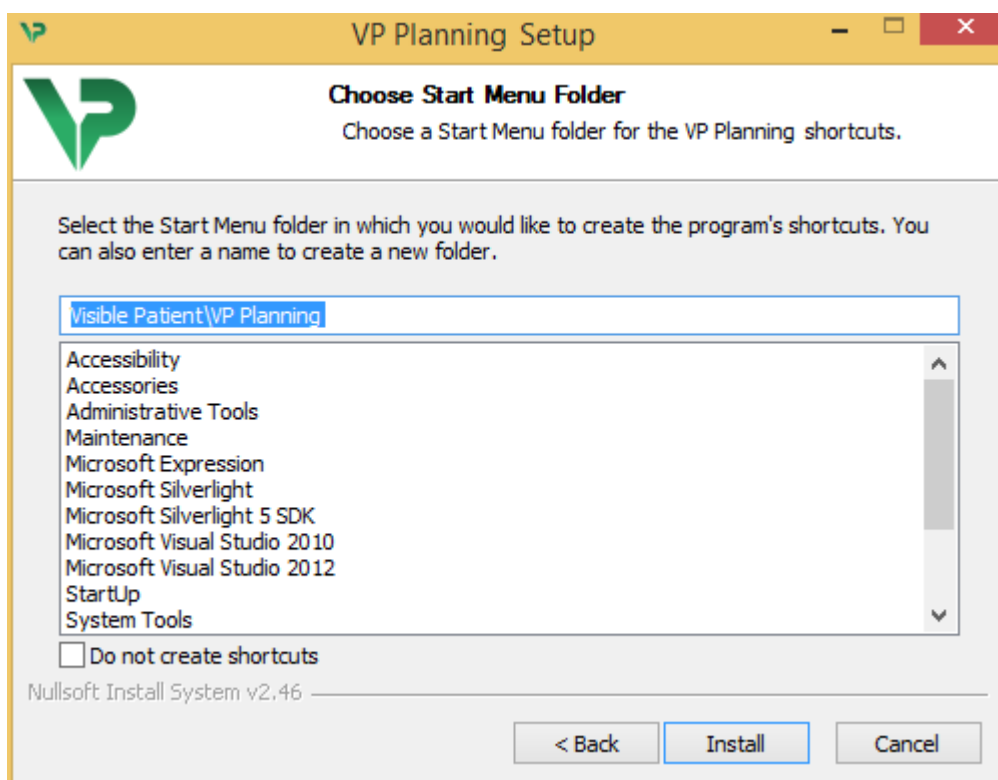 VP Planning Setup
VP
Choose Start Menu Folder
Choose a Start Menu folder for the VP Planning shortcuts.
Select the Start Menu folder in which you would like to create the program's shortcuts. You
can also enter a name to create a new folder.
Visible Patient\VP Planning
Accessibility
Accessories
Administrative Tools
Maintenance
Microsoft Expression
Microsoft Silverlight
Microsoft Silverlight 5 SDK
Microsoft Visual Studio 2010
Microsoft Visual Studio 2012
StartUp
System Tools
Do not create shortcuts
Nullsoft Install System v2.46
< Back Install Cancel